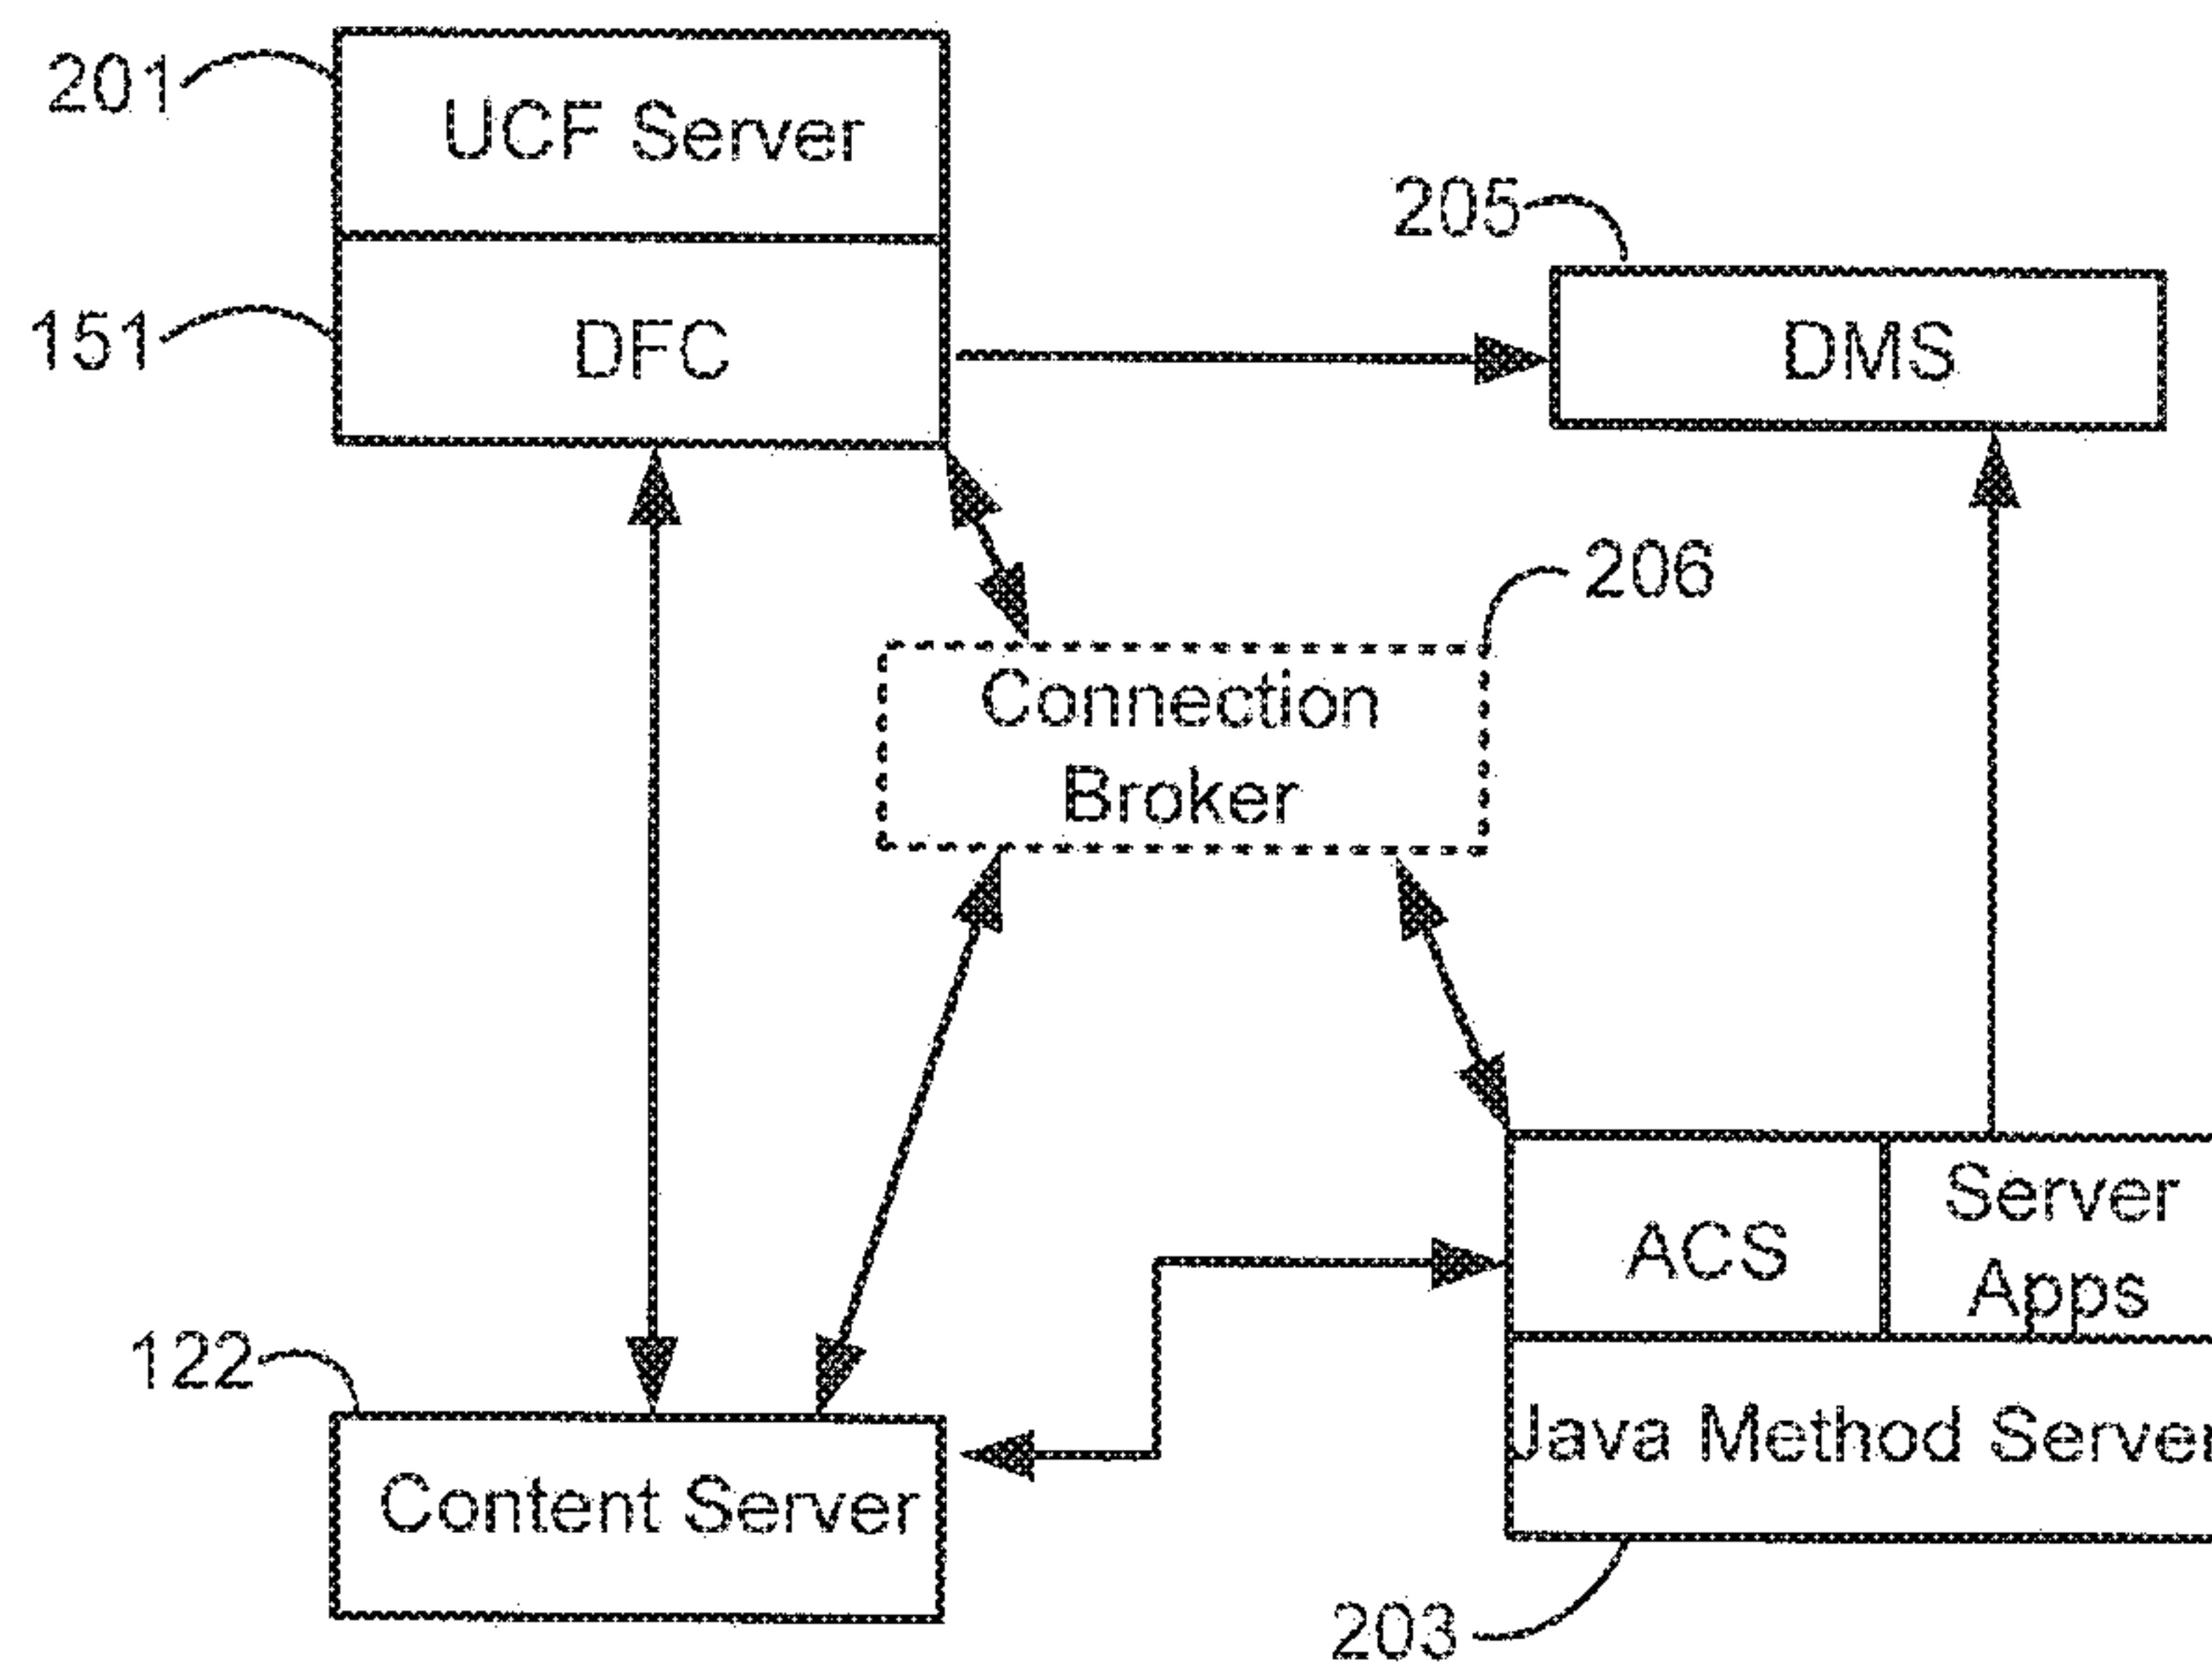 201
UCF Server
151
DFC
205
DMS
206
Connection
Broker
122
Content Server
ACS
Server
Apps
Java Method Server
203